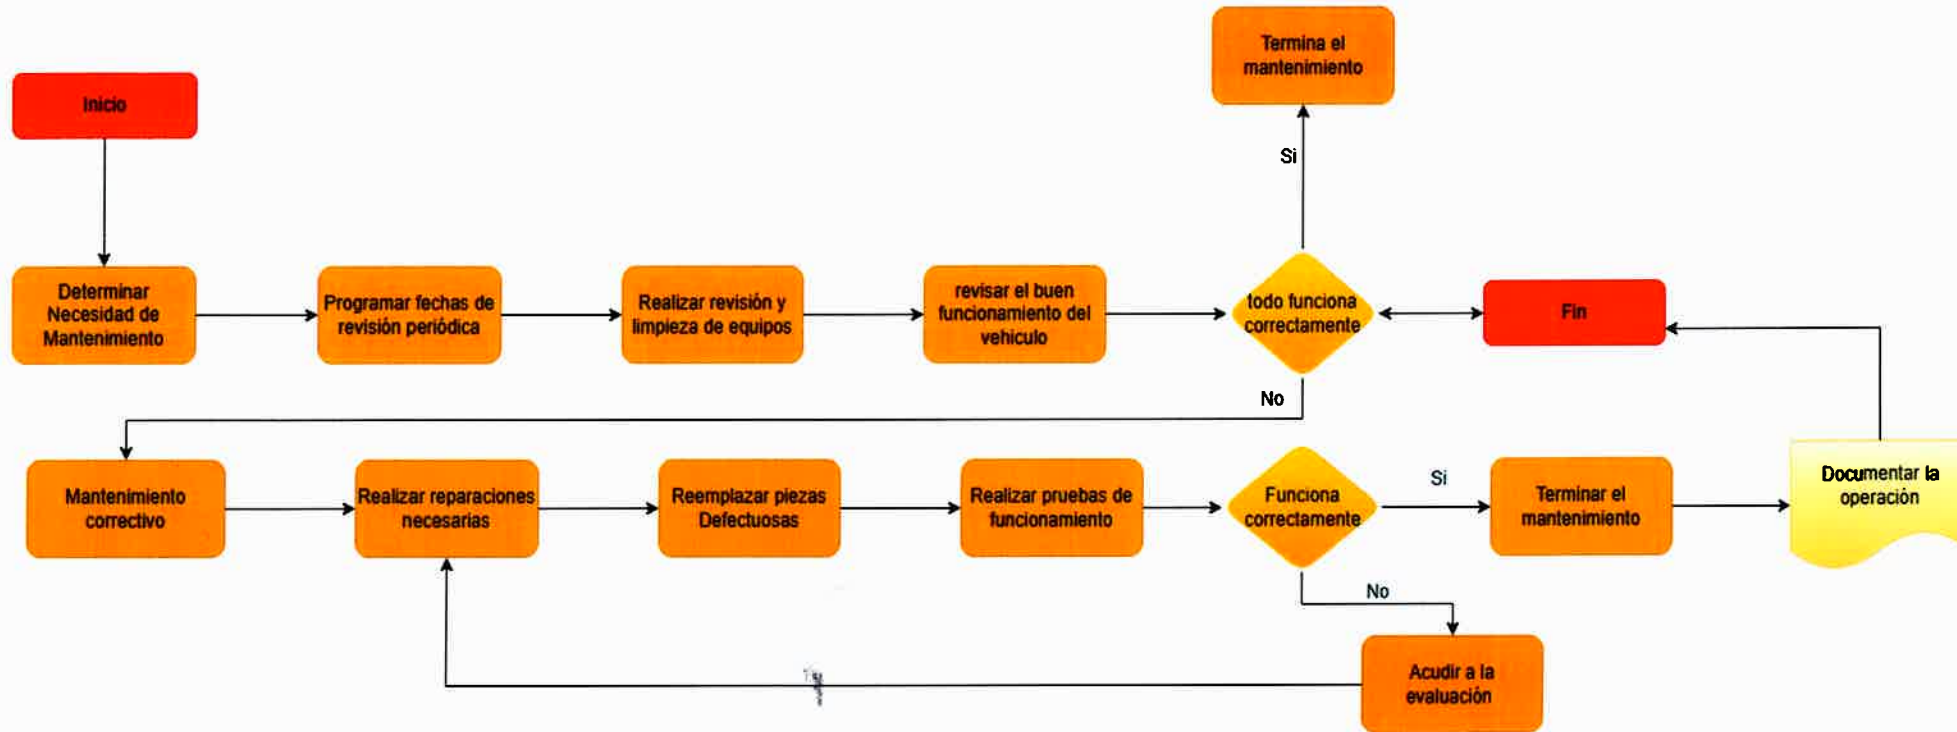 Termina el
mantenimiento
Inicio
Si
Determinar
Necesidad de
Mantenimiento
Programar fechas de
revisión periódica
Realizar revisión y
limpieza de equipos
revisar el buen
funcionamiento del
vehiculo
todo funciona
correctamente
Fin
No
Mantenimiento
correctivo
Realizar reparaciones
necesarias
Reemplazar piezas
Defectuosas
Realizar pruebas de
funcionamiento
Funciona
correctamente
Si
Terminar el
mantenimiento
Documentar la
operación
No
Acudir a la
evaluación